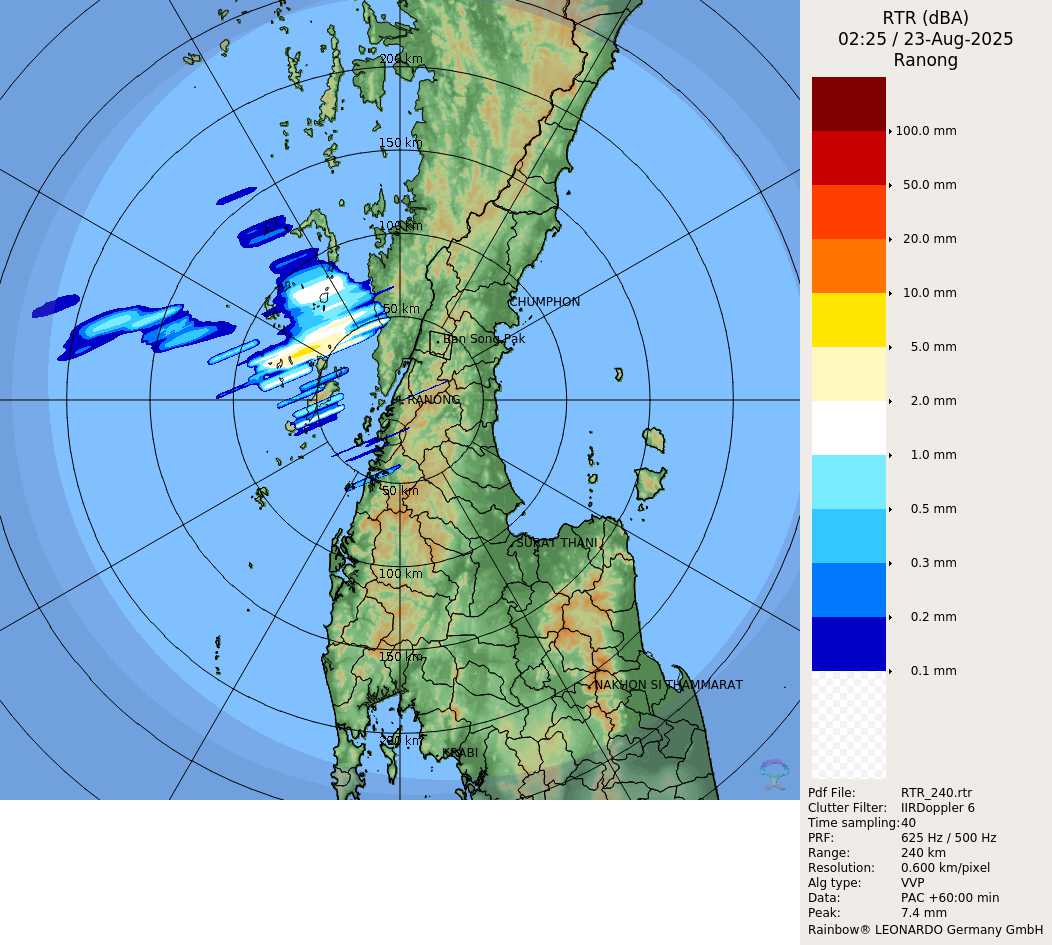 RTR (dBA)
02:25 / 23-Aug-2025
Ranong
200 km
150 km
100 km
50 km
CHUMPHON
Ban Song Pak
RANONG
50 km
SURAT THANI
100 km
150 km
NAKHON SI THAMMARAT
200 km
KRABI
100.0 mm
50.0 mm
20.0 mm
10.0 mm
5.0 mm
2.0 mm
1.0 mm
0.5 mm
0.3 mm
0.2 mm
0.1 mm
Pdf File: RTR_240.rtr
Clutter Filter: IIRDoppler 6
Time sampling: 40
PRF: 625 Hz / 500 Hz
Range: 240 km
Resolution: 0.600 km/pixel
Alg type: VVP
Data: PAC +60:00 min
Peak: 7.4 mm
Rainbow® LEONARDO Germany GmbH